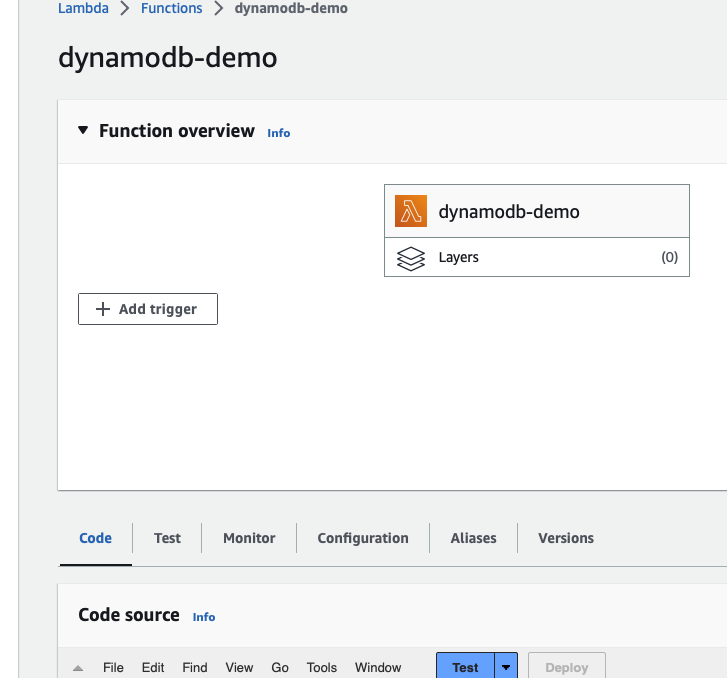 Lambda > Functions > dynamodb-demo
dynamodb-demo
Function overview Info
dynamodb-demo
Layers (0)
+ Add trigger
Code Test Monitor Configuration Aliases Versions
Code source Info
File Edit Find View Go Tools Window Test Deploy